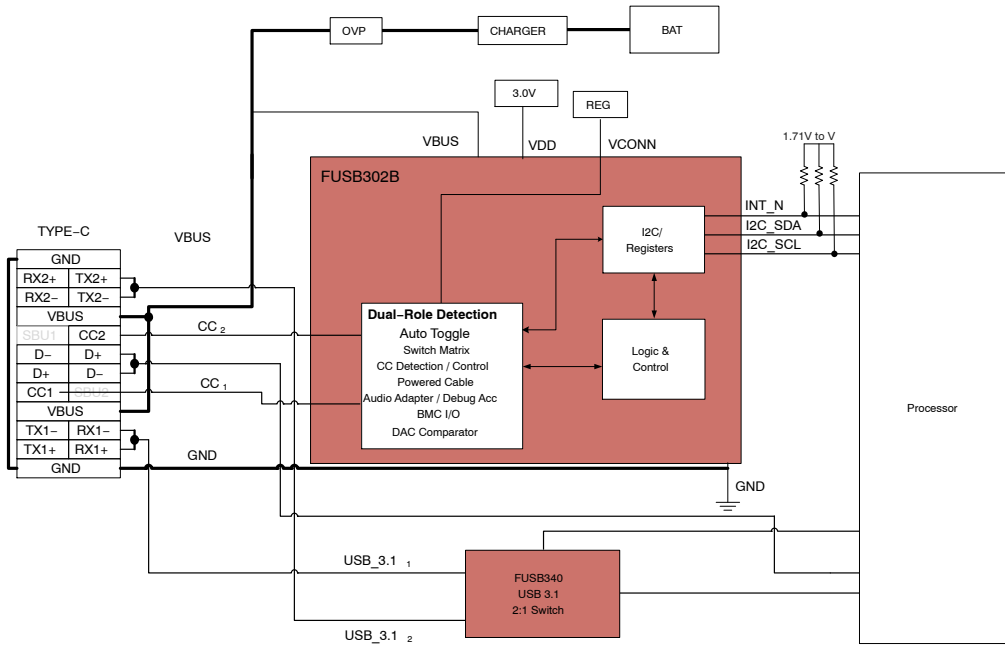 OVP
CHARGER
BAT
3.0V
REG
VBUS
VDD
VCONN
1.71V to V
FUSB302B
INT_N
I2C_SDA
I2C_SCL
I2C/
Registers
TYPE-C
VBUS
GND
RX2+ TX2+
RX2− TX2−
VBUS
SBU1 CC2
D− D+
D+ D−
CC1 SBU2
VBUS
TX1− RX1−
TX1+ RX1+
GND
CC 2
CC 1
GND
Dual−Role Detection
Auto Toggle
Switch Matrix
CC Detection / Control
Powered Cable
Audio Adapter / Debug Acc
BMC I/O
DAC Comparator
Logic &
Control
Processor
GND
USB_3.1 1
USB_3.1 2
FUSB340
USB 3.1
2:1 Switch